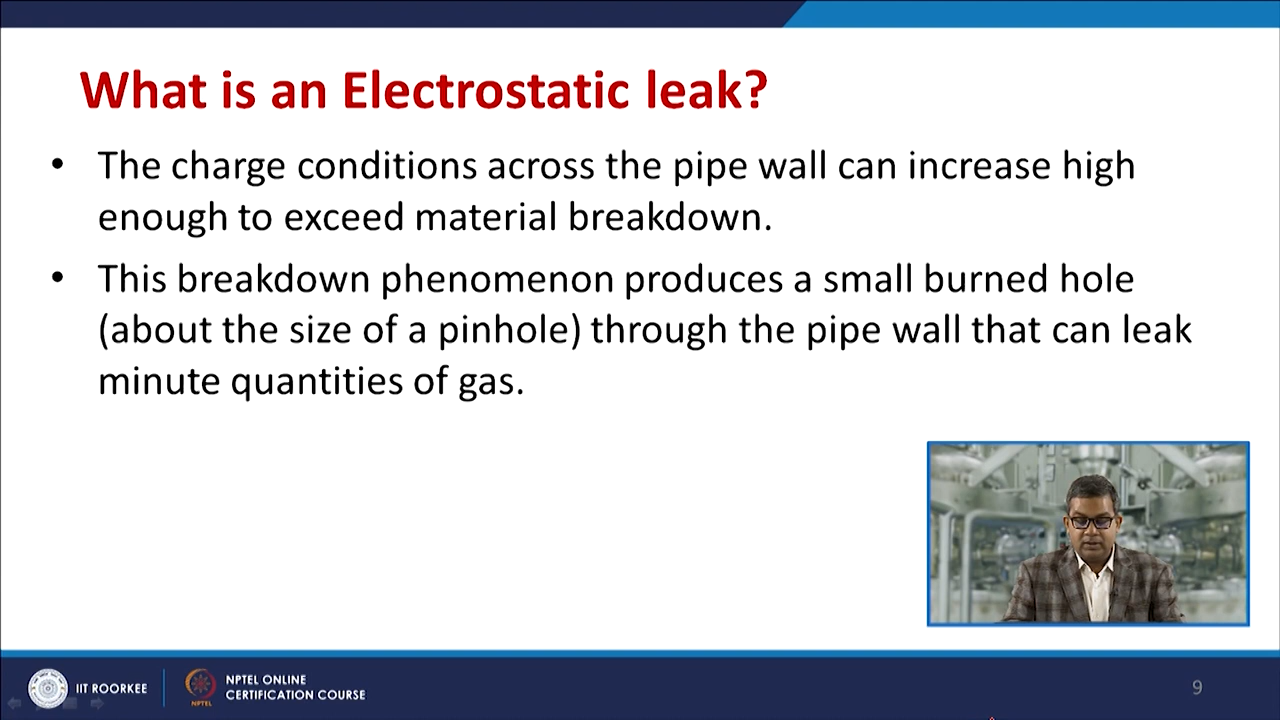 What is an Electrostatic leak?
• The charge conditions across the pipe wall can increase high
enough to exceed material breakdown.
• This breakdown phenomenon produces a small burned hole
(about the size of a pinhole) through the pipe wall that can leak
minute quantities of gas.
IIT ROORKEE
NPTEL
NPTEL ONLINE
CERTIFICATION COURSE
9